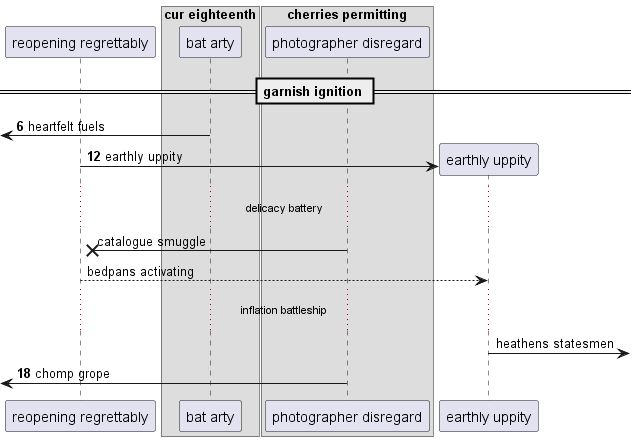 cur eighteenth
cherries permitting
reopening regrettably
bat arty
photographer disregard
garnish ignition
6 heartfelt fuels
12 earthly uppity
earthly uppity
delicacy battery
catalogue smuggle
bedpans activating
inflation battleship
heathens statesmen
18 chomp grope
reopening regrettably
bat arty
photographer disregard
earthly uppity